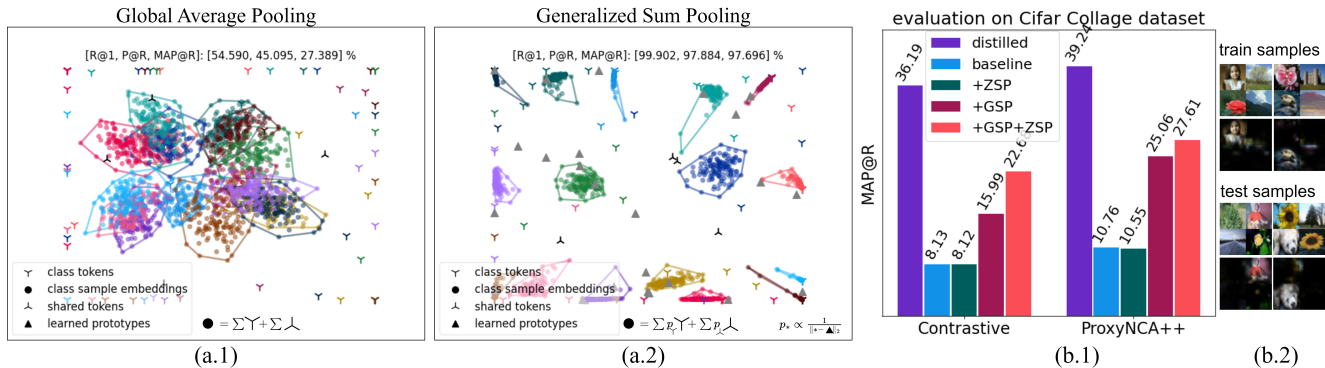 Global Average Pooling
[R@1, P@R, MAP@R]: [54.590, 45.095, 27.389] %
class tokens
class sample embeddings
shared tokens
learned prototypes
● = ∑⅄ + ∑⅄
(a.1)
Generalized Sum Pooling
[R@1, P@R, MAP@R]: [99.902, 97.884, 97.696] %
class tokens
class sample embeddings
shared tokens
learned prototypes
p* ∝ 1/‖*−▲‖₂
(a.2)
evaluation on Cifar Collage dataset
MAP@R
distilled
baseline
+ZSP
+GSP
+GSP+ZSP
36.19
8.13
8.12
15.99
39.24
10.76
10.55
25.06
27.61
Contrastive
ProxyNCA++
(b.1)
train samples
test samples
(b.2)